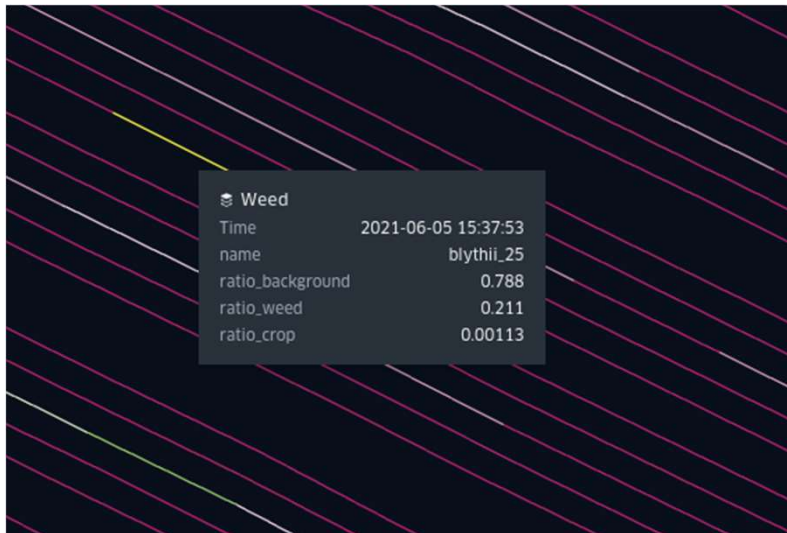 Weed
Time 2021-06-05 15:37:53
name blythii_25
ratio_background 0.788
ratio_weed 0.211
ratio_crop 0.00113